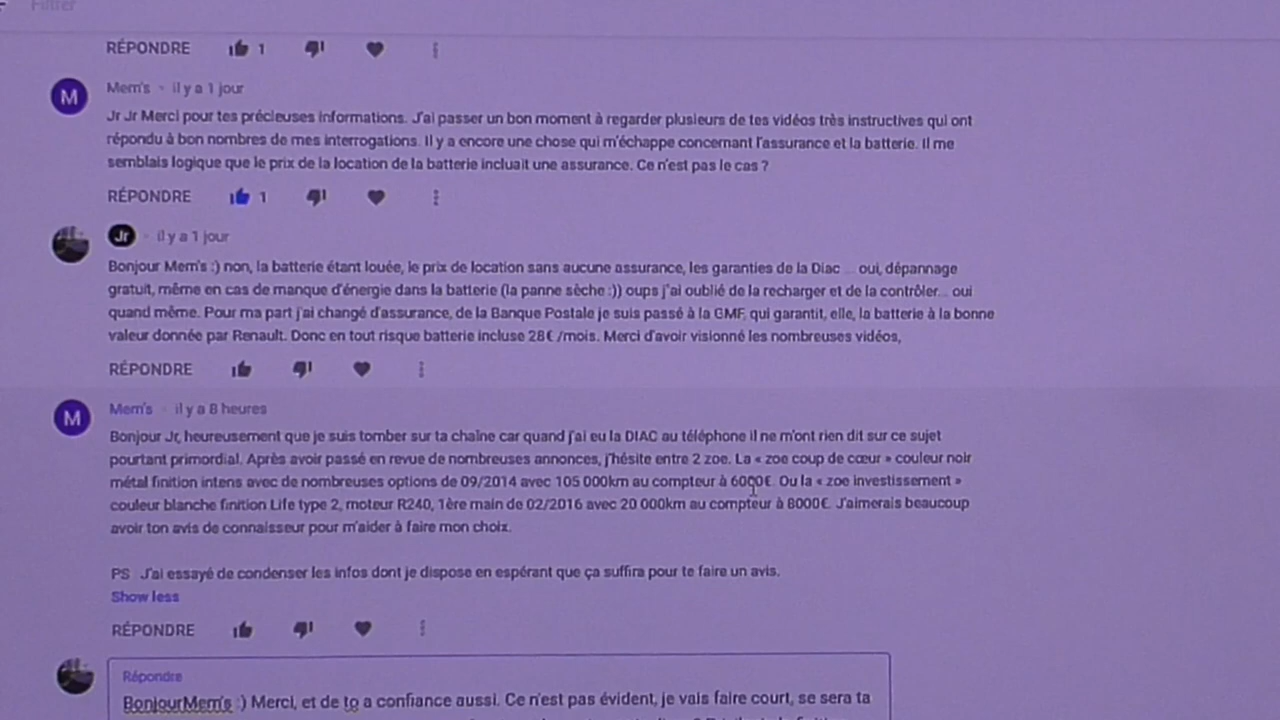 Filtrer
RÉPONDRE 1
M Mem's · il y a 1 jour
Jr Jr Merci pour tes précieuses informations. J'ai passer un bon moment à regarder plusieurs de tes vidéos très instructives qui ont
répondu à bon nombres de mes interrogations. Il y a encore une chose qui m'échappe concernant l'assurance et la batterie. Il me
semblais logique que le prix de la location de la batterie incluait une assurance. Ce n'est pas le cas ?
RÉPONDRE 1
Jr · il y a 1 jour
Bonjour Mem's :) non, la batterie étant louée, le prix de location sans aucune assurance, les garanties de la Diac ... oui, dépannage
gratuit, même en cas de manque d'énergie dans la batterie (la panne sèche :)) oups j'ai oublié de la recharger et de la contrôler... oui
quand même. Pour ma part j'ai changé d'assurance, de la Banque Postale je suis passé à la GMF, qui garantit, elle, la batterie à la bonne
valeur donnée par Renault. Donc en tout risque batterie incluse 28€ /mois. Merci d'avoir visionné les nombreuses vidéos,
RÉPONDRE
M Mem's · il y a 8 heures
Bonjour Jr, heureusement que je suis tomber sur ta chaîne car quand j'ai eu la DIAC au téléphone il ne m'ont rien dit sur ce sujet
pourtant primordial. Après avoir passé en revue de nombreuses annonces, j'hésite entre 2 zoe. La « zoe coup de cœur » couleur noir
métal finition intens avec de nombreuses options de 09/2014 avec 105 000km au compteur à 6000€. Ou la « zoe investissement »
couleur blanche finition Life type 2, moteur R240, 1ère main de 02/2016 avec 20 000km au compteur à 8000€. J'aimerais beaucoup
avoir ton avis de connaisseur pour m'aider à faire mon choix.
PS : J'ai essayé de condenser les infos dont je dispose en espérant que ça suffira pour te faire un avis.
Show less
RÉPONDRE
Répondre
BonjourMem's :) Merci, et de to a confiance aussi. Ce n'est pas évident, je vais faire court, se sera ta